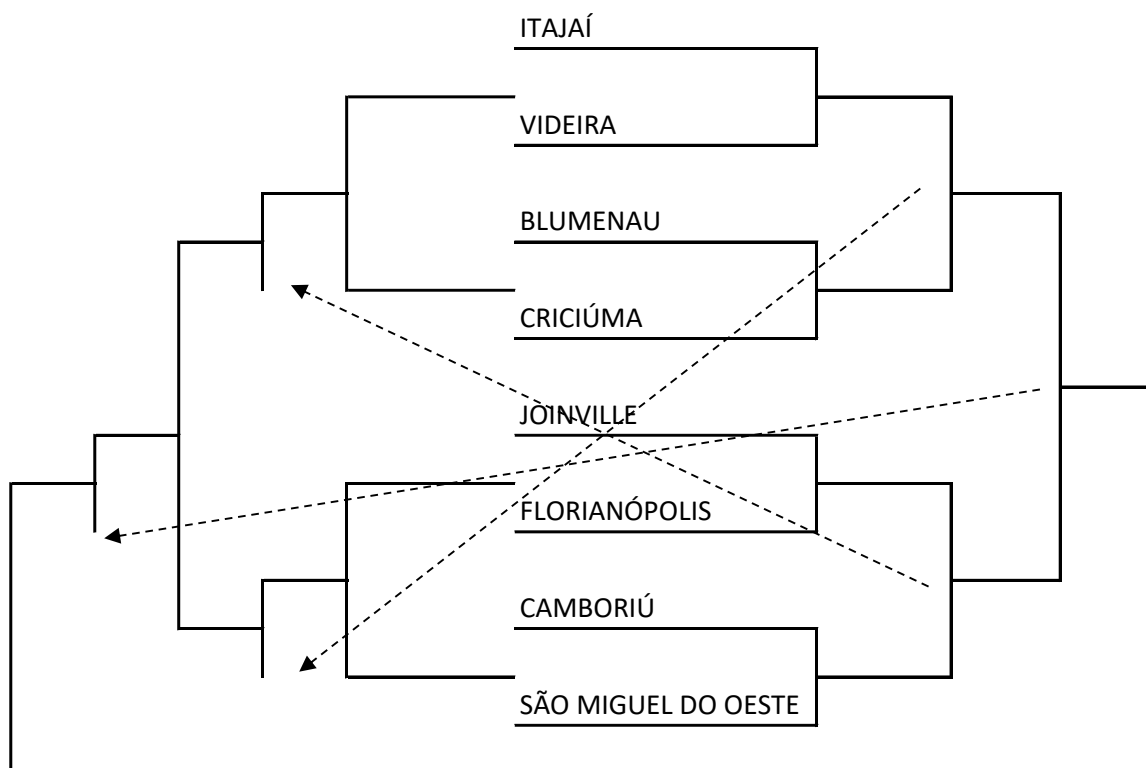 ITAJAÍ
VIDEIRA
BLUMENAU
CRICIÚMA
JOINVILLE
FLORIANÓPOLIS
CAMBORIÚ
SÃO MIGUEL DO OESTE